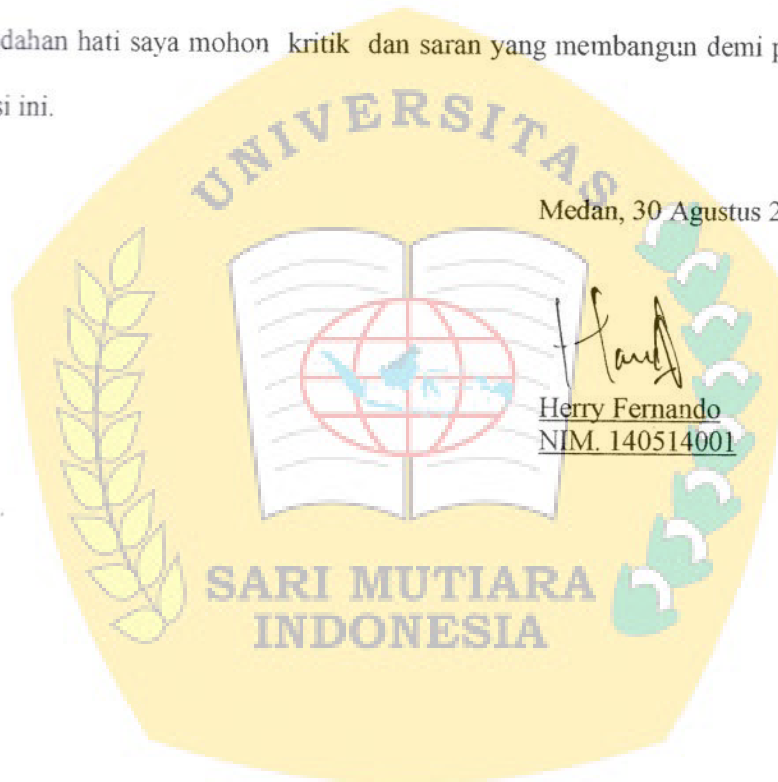 dahan hati saya mohon kritik dan saran yang membangun demi p
si ini.
UNIVERSITAS
Medan, 30 Agustus 2
Herry Fernando
NIM. 140514001
SARI MUTIARA
INDONESIA